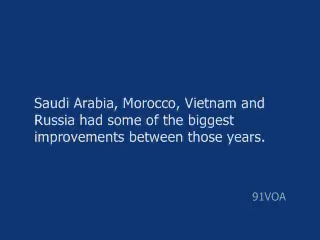 Saudi Arabia, Morocco, Vietnam and
Russia had some of the biggest
improvements between those years.
91VOA